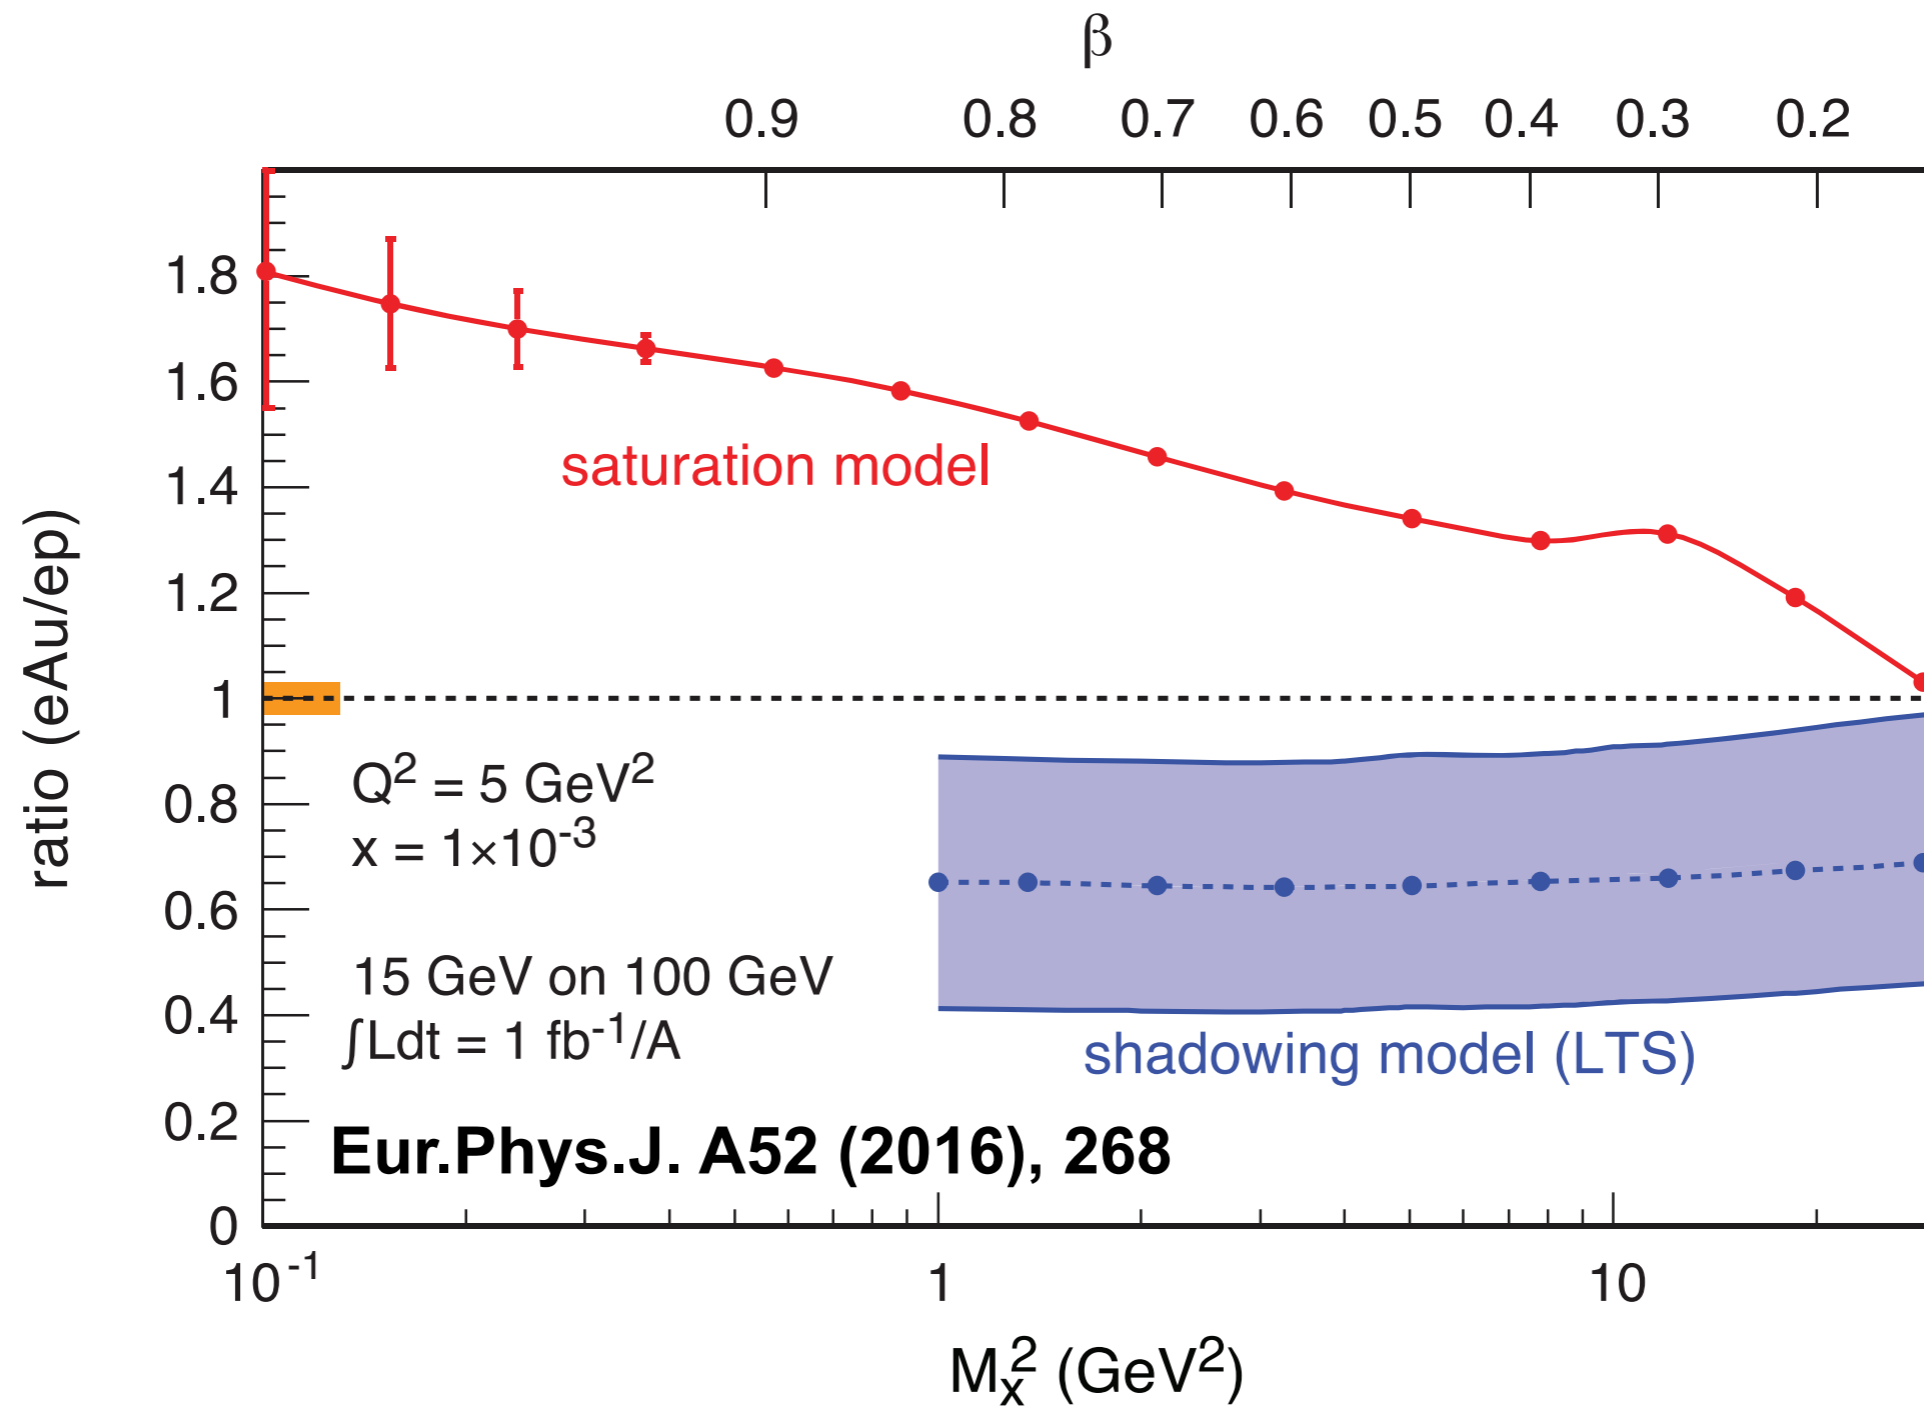 β
0.9 0.8 0.7 0.6 0.5 0.4 0.3 0.2
ratio (eAu/ep)
1.8
1.6
1.4
1.2
1
0.8
0.6
0.4
0.2
0
saturation model
Q² = 5 GeV²
x = 1×10⁻³
15 GeV on 100 GeV
∫Ldt = 1 fb⁻¹/A
shadowing model (LTS)
Eur.Phys.J. A52 (2016), 268
10⁻¹ 1 10
Mₓ² (GeV²)